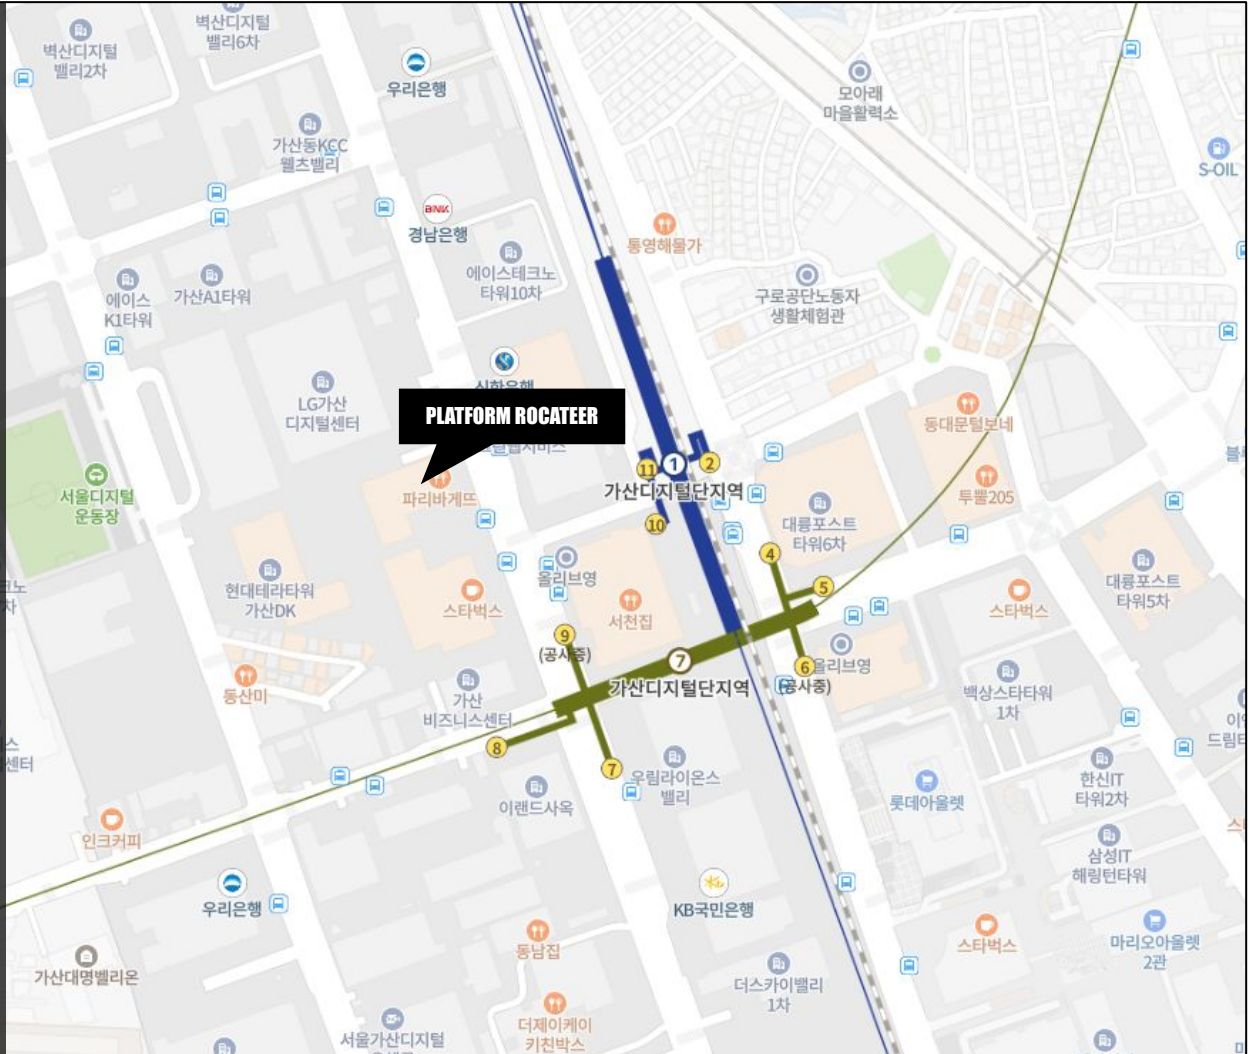 벽산디지털
밸리6차
벽산디지털
밸리2차
우리은행
모아래
마을활력소
가산동KCC
웰츠밸리
S-OIL
BNK
경남은행
통영해물가
에이스테크노
타워10차
에이스
K1타워
가산A1타워
구로공단노동자
생활체험관
신한은행
LG가산
디지털센터
PLATFORM ROCATEER
동대문털보네
1
2
11
가산디지털단지역
10
서울디지털
운동장
파리바게뜨
투뿔205
대륭포스트
타워6차
4
5
올리브영
현대테라타워
가산DK
스타벅스
서천집
스타벅스
대륭포스트
타워5차
9
(공사중)
7
가산디지털단지역
6
(공사중)
올리브영
동산미
가산
비즈니스센터
백상스타타워
1차
8
7
우림라이온스
밸리
이랜드사옥
롯데아울렛
한신IT
타워2차
인크커피
삼성IT
해링턴타워
우리은행
KB국민은행
동남집
스타벅스
마리오아울렛
2관
가산대명벨리온
더스카이밸리
1차
더제이케이
키친박스
서울가산디지털